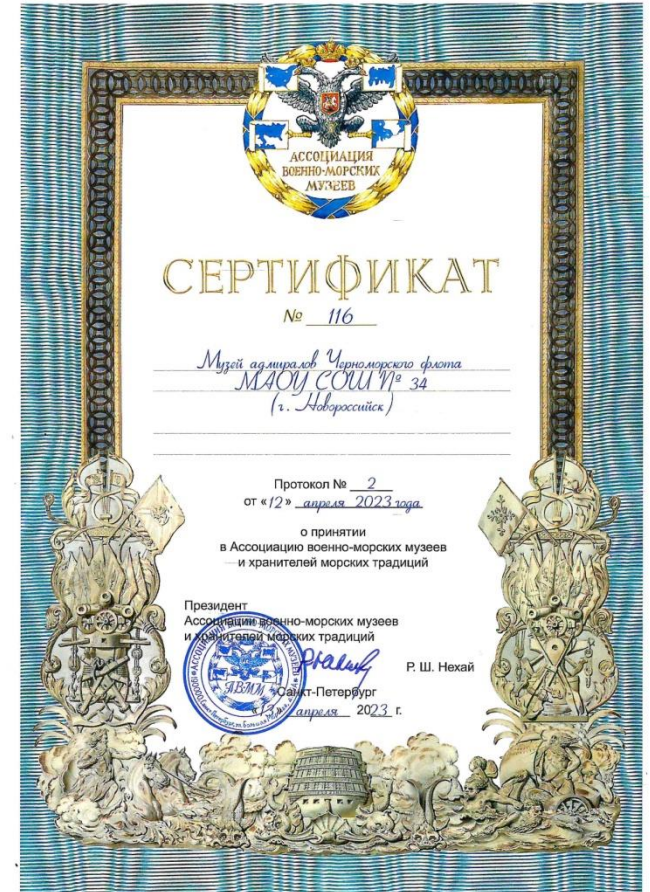 АССОЦИАЦИЯ
ВОЕННО-МОРСКИХ
МУЗЕЕВ
СЕРТИФИКАТ
№ 116
Музей адмиралов Черноморского флота
МАОУ СОШ № 34
(г. Новороссийск)
Протокол № 2
от «12» апреля 2023 года
о принятии
в Ассоциацию военно-морских музеев
и хранителей морских традиций
Президент
Ассоциации военно-морских музеев
и хранителей морских традиций
Р. Ш. Нехай
АВММ
Санкт-Петербург
«13» апреля 2023 г.